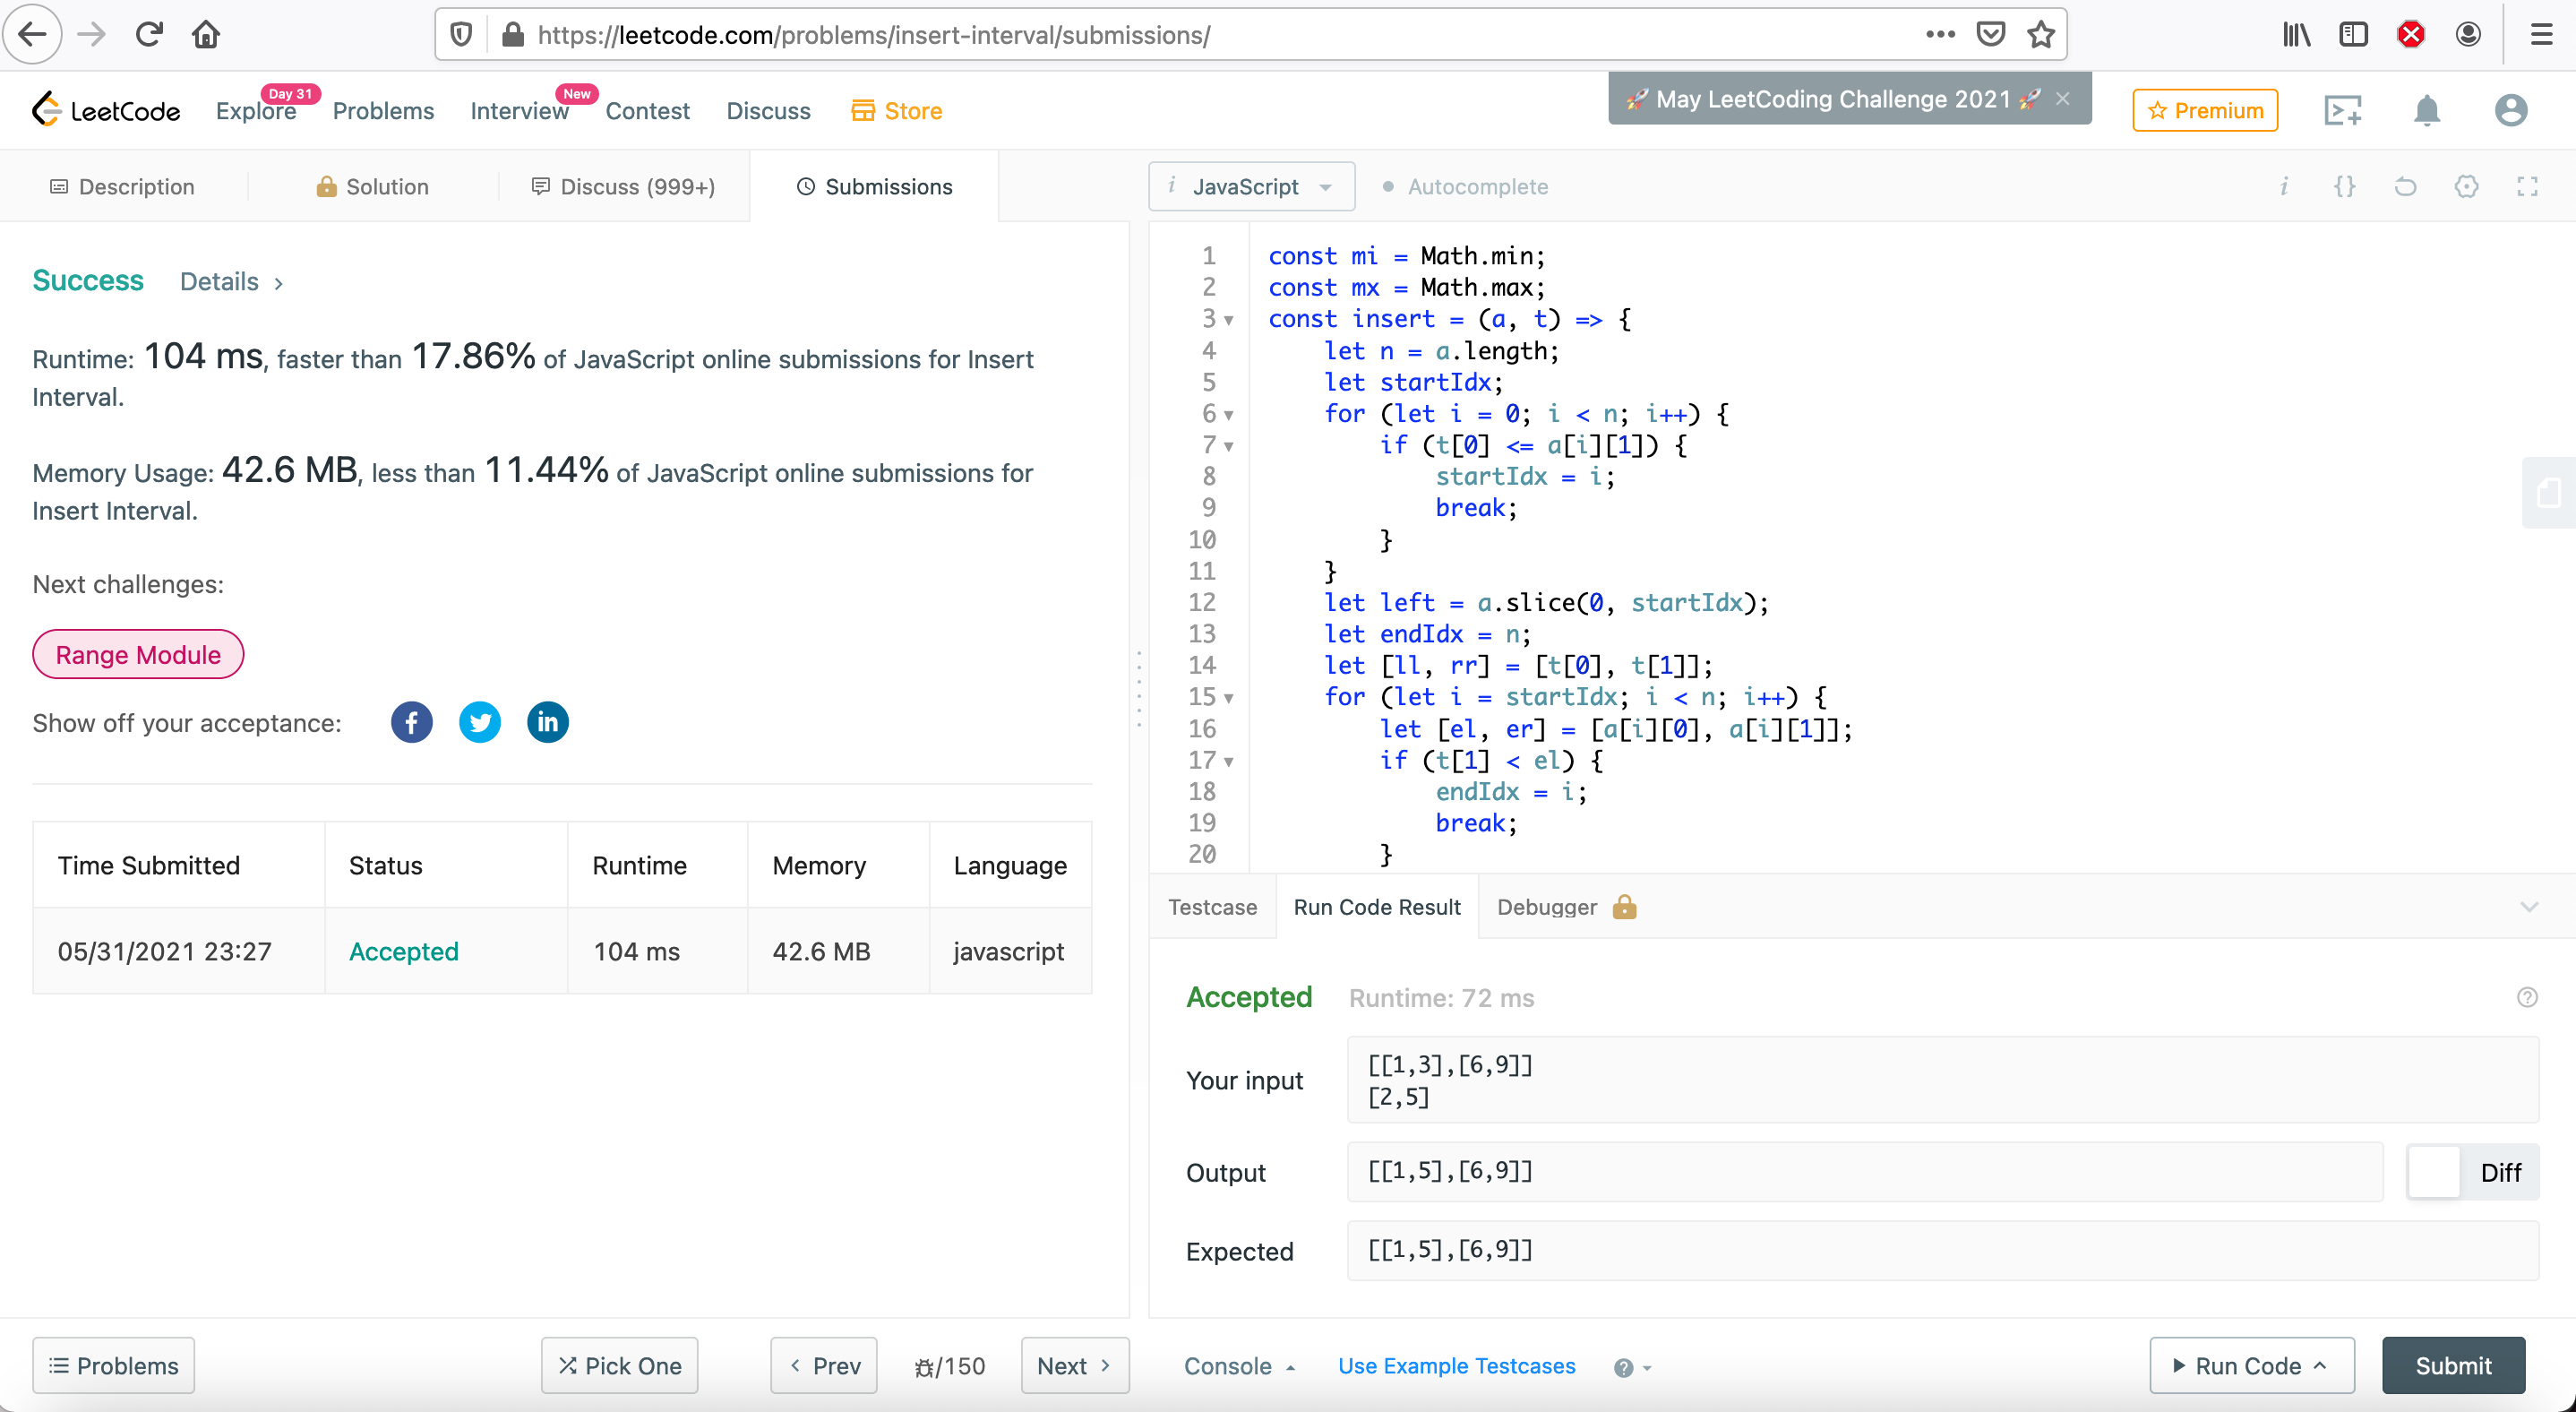 https://leetcode.com/problems/insert-interval/submissions/
LeetCode
Explore
Day 31
Problems
Interview
New
Contest
Discuss
Store
🚀 May LeetCoding Challenge 2021 🚀 ×
Premium
Description
Solution
Discuss (999+)
Submissions
i JavaScript
Autocomplete
i {}
Success Details >
Runtime: 104 ms, faster than 17.86% of JavaScript online submissions for Insert
Interval.
Memory Usage: 42.6 MB, less than 11.44% of JavaScript online submissions for
Insert Interval.
Next challenges:
Range Module
Show off your acceptance:
f in
Time Submitted Status Runtime Memory Language
05/31/2021 23:27 Accepted 104 ms 42.6 MB javascript
1 const mi = Math.min;
2 const mx = Math.max;
3 const insert = (a, t) => {
4 let n = a.length;
5 let startIdx;
6 for (let i = 0; i < n; i++) {
7 if (t[0] <= a[i][1]) {
8 startIdx = i;
9 break;
10 }
11 }
12 let left = a.slice(0, startIdx);
13 let endIdx = n;
14 let [ll, rr] = [t[0], t[1]];
15 for (let i = startIdx; i < n; i++) {
16 let [el, er] = [a[i][0], a[i][1]];
17 if (t[1] < el) {
18 endIdx = i;
19 break;
20 }
Testcase
Run Code Result
Debugger
Accepted Runtime: 72 ms
?
Your input
[[1,3],[6,9]]
[2,5]
Output
[[1,5],[6,9]]
Diff
Expected
[[1,5],[6,9]]
Problems
Pick One
< Prev
/150
Next >
Console
Use Example Testcases
?
Run Code
Submit